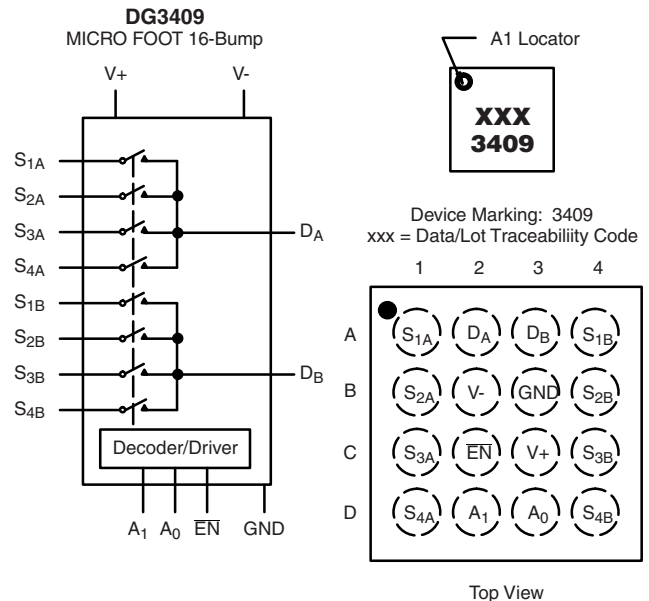 DG3409
MICRO FOOT 16-Bump
V+ V-
S1A
S2A
S3A
DA
S4A
S1B
S2B
S3B
DB
S4B
Decoder/Driver
A1 A0 E̅N̅ GND
A1 Locator
XXX
3409
Device Marking: 3409
xxx = Data/Lot Traceabiliity Code
1 2 3 4
A S1A DA DB S1B
B S2A V- GND S2B
C S3A E̅N̅ V+ S3B
D S4A A1 A0 S4B
Top View